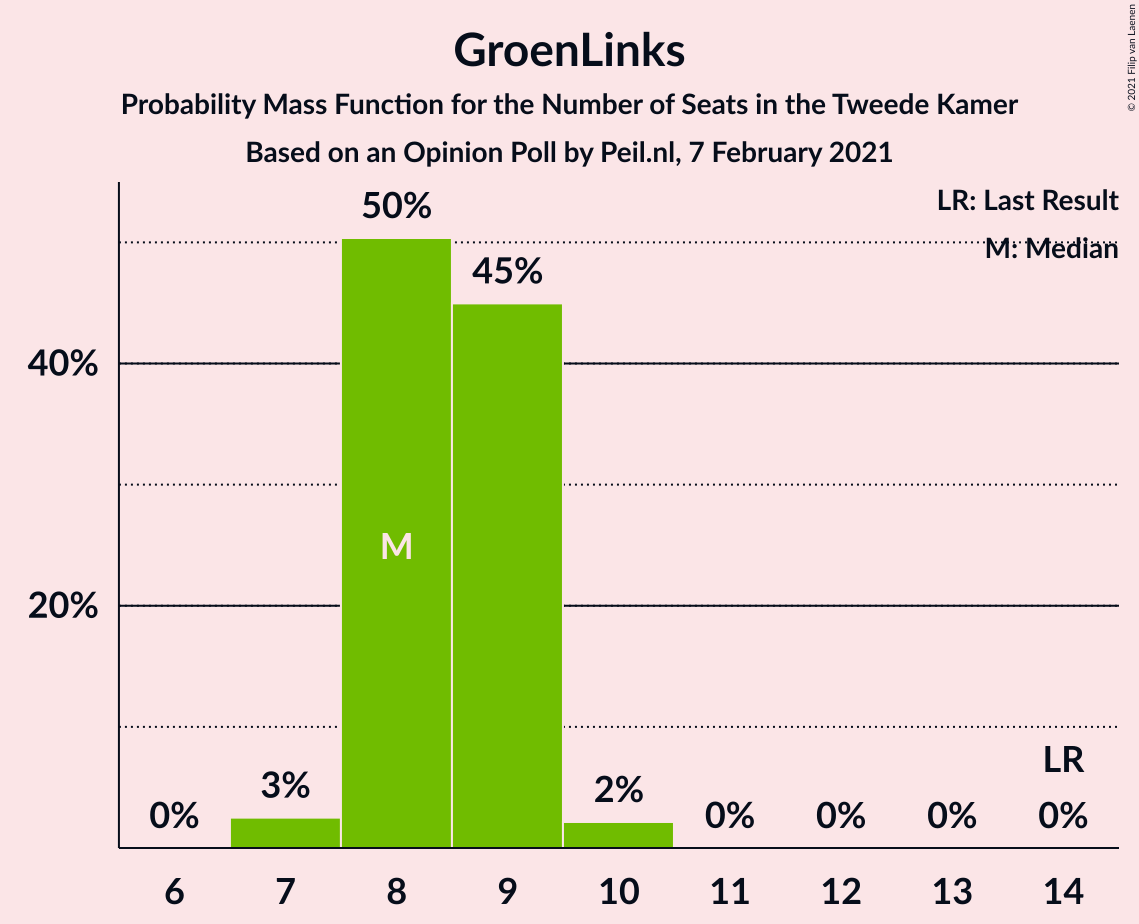 GroenLinks
Probability Mass Function for the Number of Seats in the Tweede Kamer
Based on an Opinion Poll by Peil.nl, 7 February 2021
© 2021 Filip van Laenen
LR: Last Result
M: Median
40%
20%
0%
3%
50%
M
45%
2%
0%
0%
0%
LR
0%
6 7 8 9 10 11 12 13 14